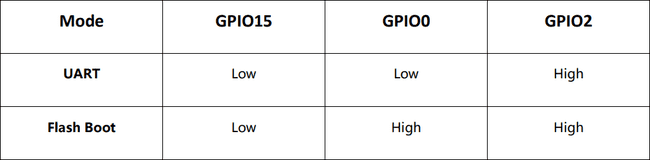 Mode GPIO15 GPIO0 GPIO2
UART Low Low High
Flash Boot Low High High